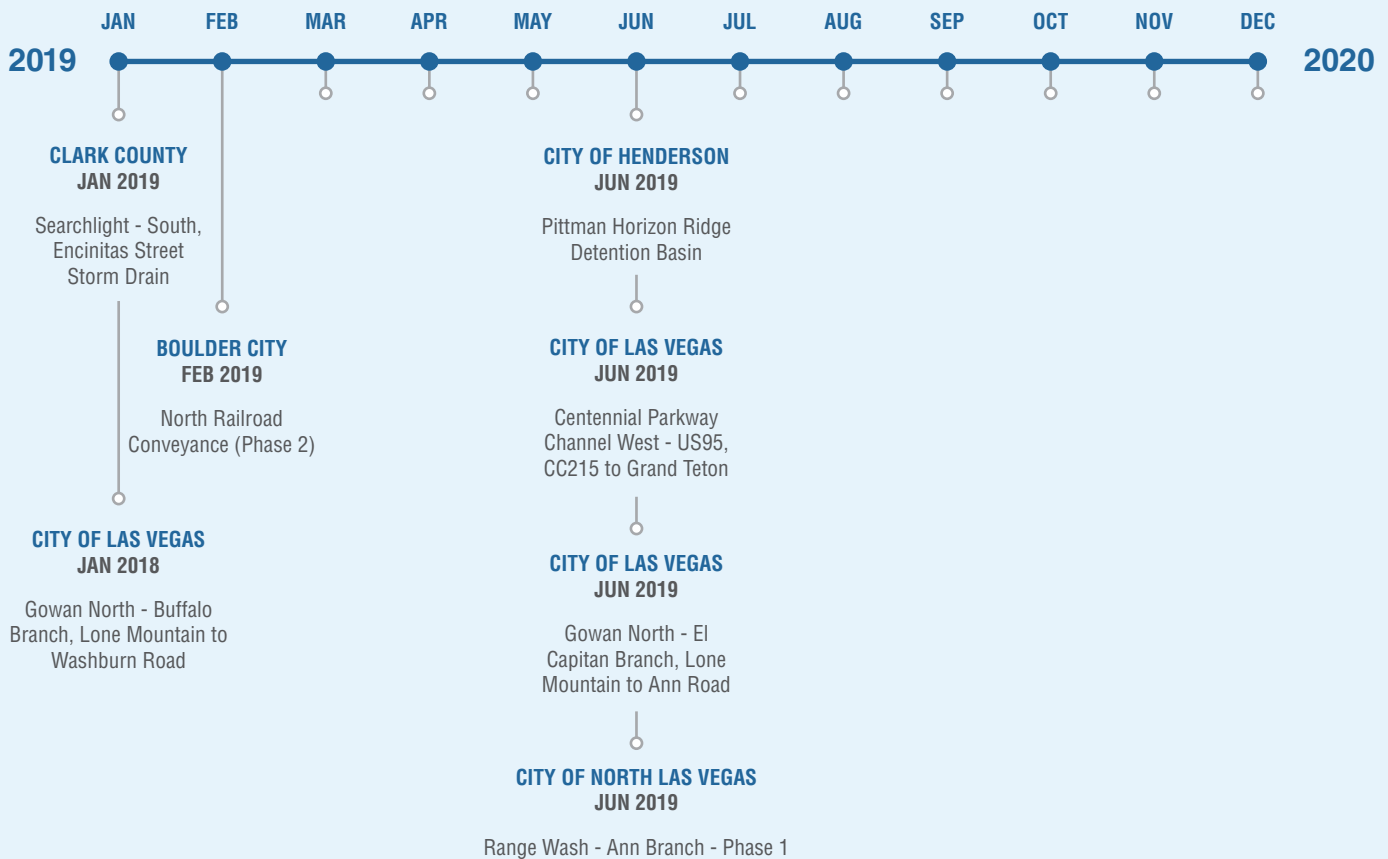 JAN FEB MAR APR MAY JUN JUL AUG SEP OCT NOV DEC
2019 2020
CLARK COUNTY
JAN 2019
Searchlight - South,
Encinitas Street
Storm Drain
CITY OF LAS VEGAS
JAN 2018
Gowan North - Buffalo
Branch, Lone Mountain to
Washburn Road
BOULDER CITY
FEB 2019
North Railroad
Conveyance (Phase 2)
CITY OF HENDERSON
JUN 2019
Pittman Horizon Ridge
Detention Basin
CITY OF LAS VEGAS
JUN 2019
Centennial Parkway
Channel West - US95,
CC215 to Grand Teton
CITY OF LAS VEGAS
JUN 2019
Gowan North - El
Capitan Branch, Lone
Mountain to Ann Road
CITY OF NORTH LAS VEGAS
JUN 2019
Range Wash - Ann Branch - Phase 1